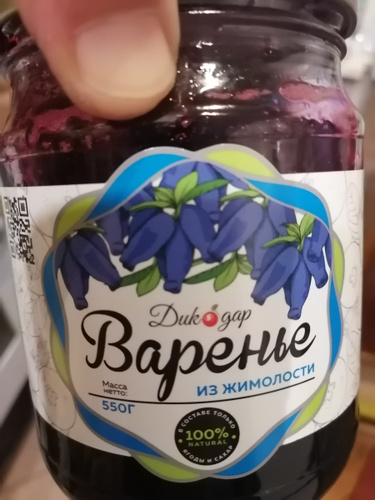 Дикодар
Варенье
из жимолости
Масса
нетто:
550г
В СОСТАВЕ ТОЛЬКО
100%
NATURAL
ЯГОДЫ И САХАР